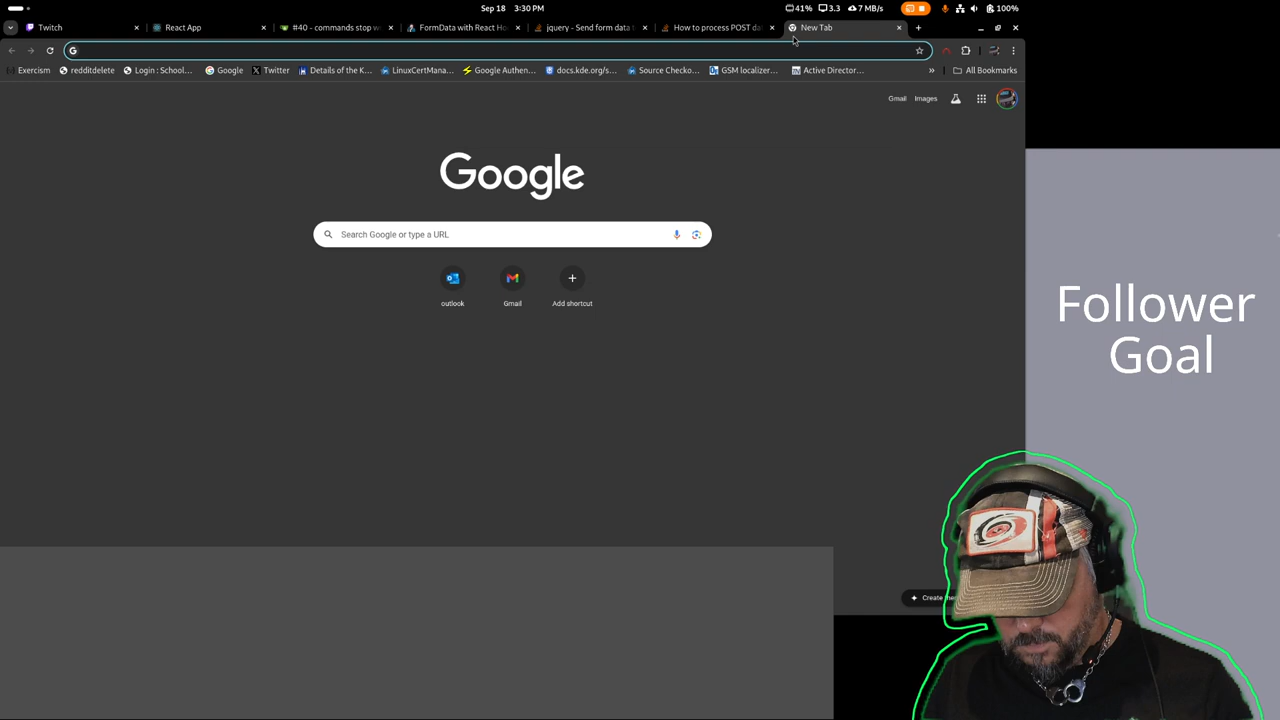 Sep 18 3:30 PM
41% 3.3 7 MB/s 100%
Twitch
React App
#40 - commands stop w
FormData with React Ho
jquery - Send form data
How to process POST da
New Tab
Exercism
redditdelete
Login : School...
Google
Twitter
Details of the K...
LinuxCertMana...
Google Authen...
docs.kde.org/s...
Source Checko...
GSM localizer...
Active Director...
»
All Bookmarks
Gmail Images
Google
Search Google or type a URL
outlook
Gmail
Add shortcut
Follower
Goal
Create